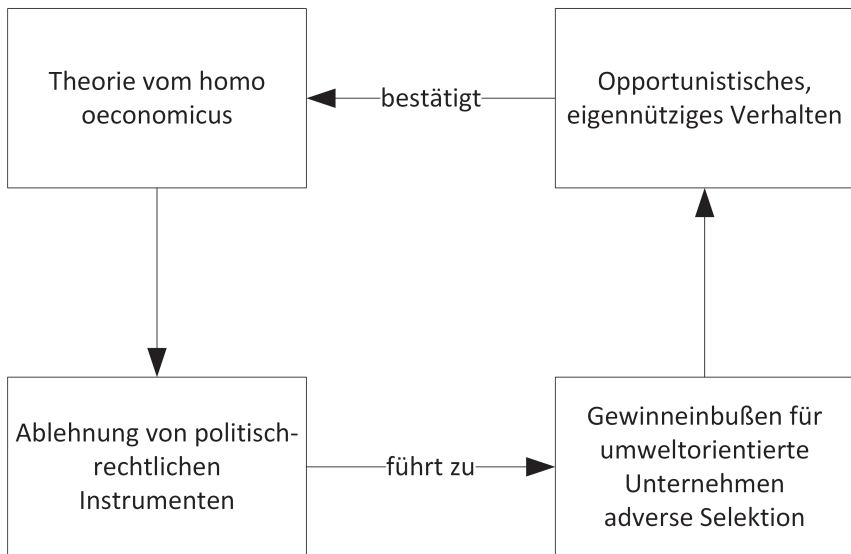 Theorie vom homo
oeconomicus
bestätigt
Opportunistisches,
eigennütziges Verhalten
Ablehnung von politisch-
rechtlichen
Instrumenten
führt zu
Gewinneinbußen für
umweltorientierte
Unternehmen
adverse Selektion